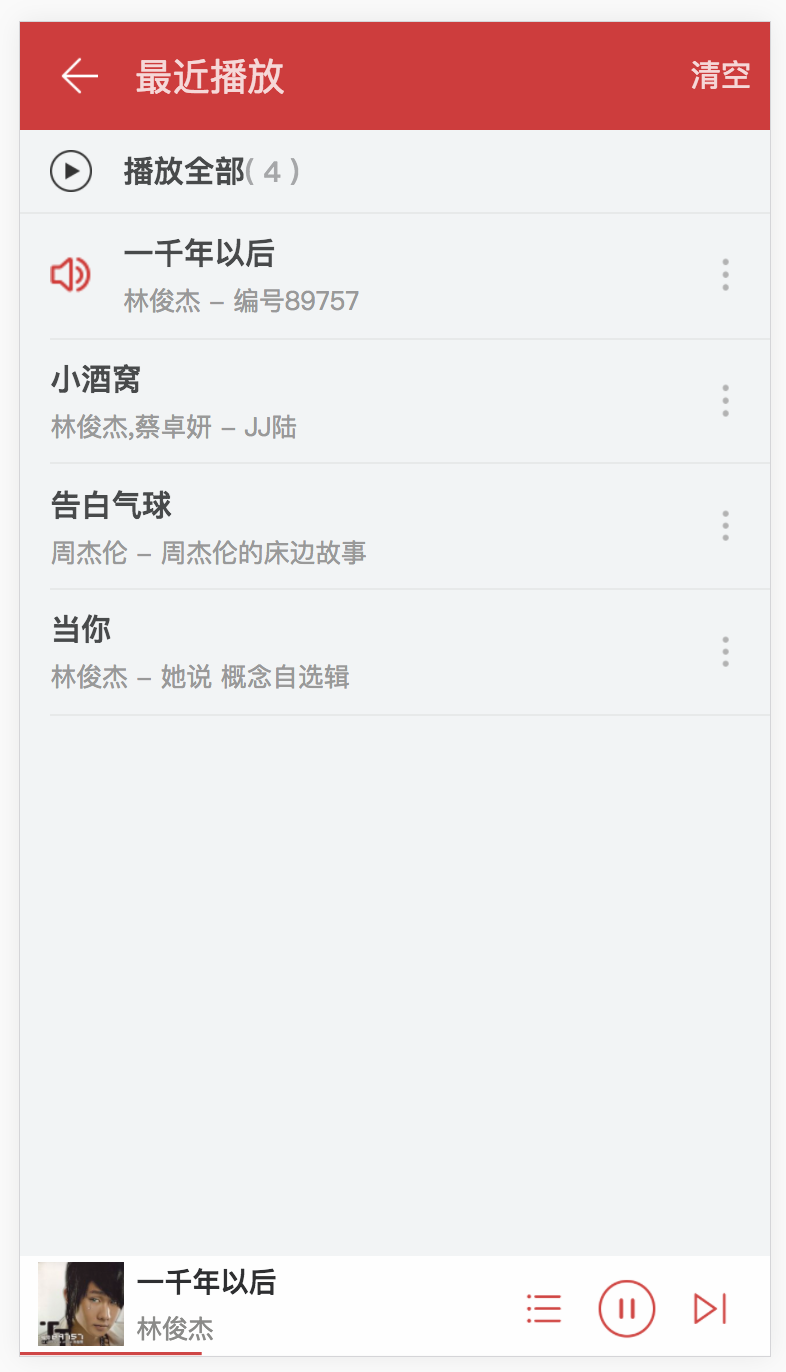 最近播放 清空
播放全部( 4 )
一千年以后
林俊杰 – 编号89757
小酒窝
林俊杰,蔡卓妍 – JJ陆
告白气球
周杰伦 – 周杰伦的床边故事
当你
林俊杰 – 她说 概念自选辑
一千年以后
林俊杰